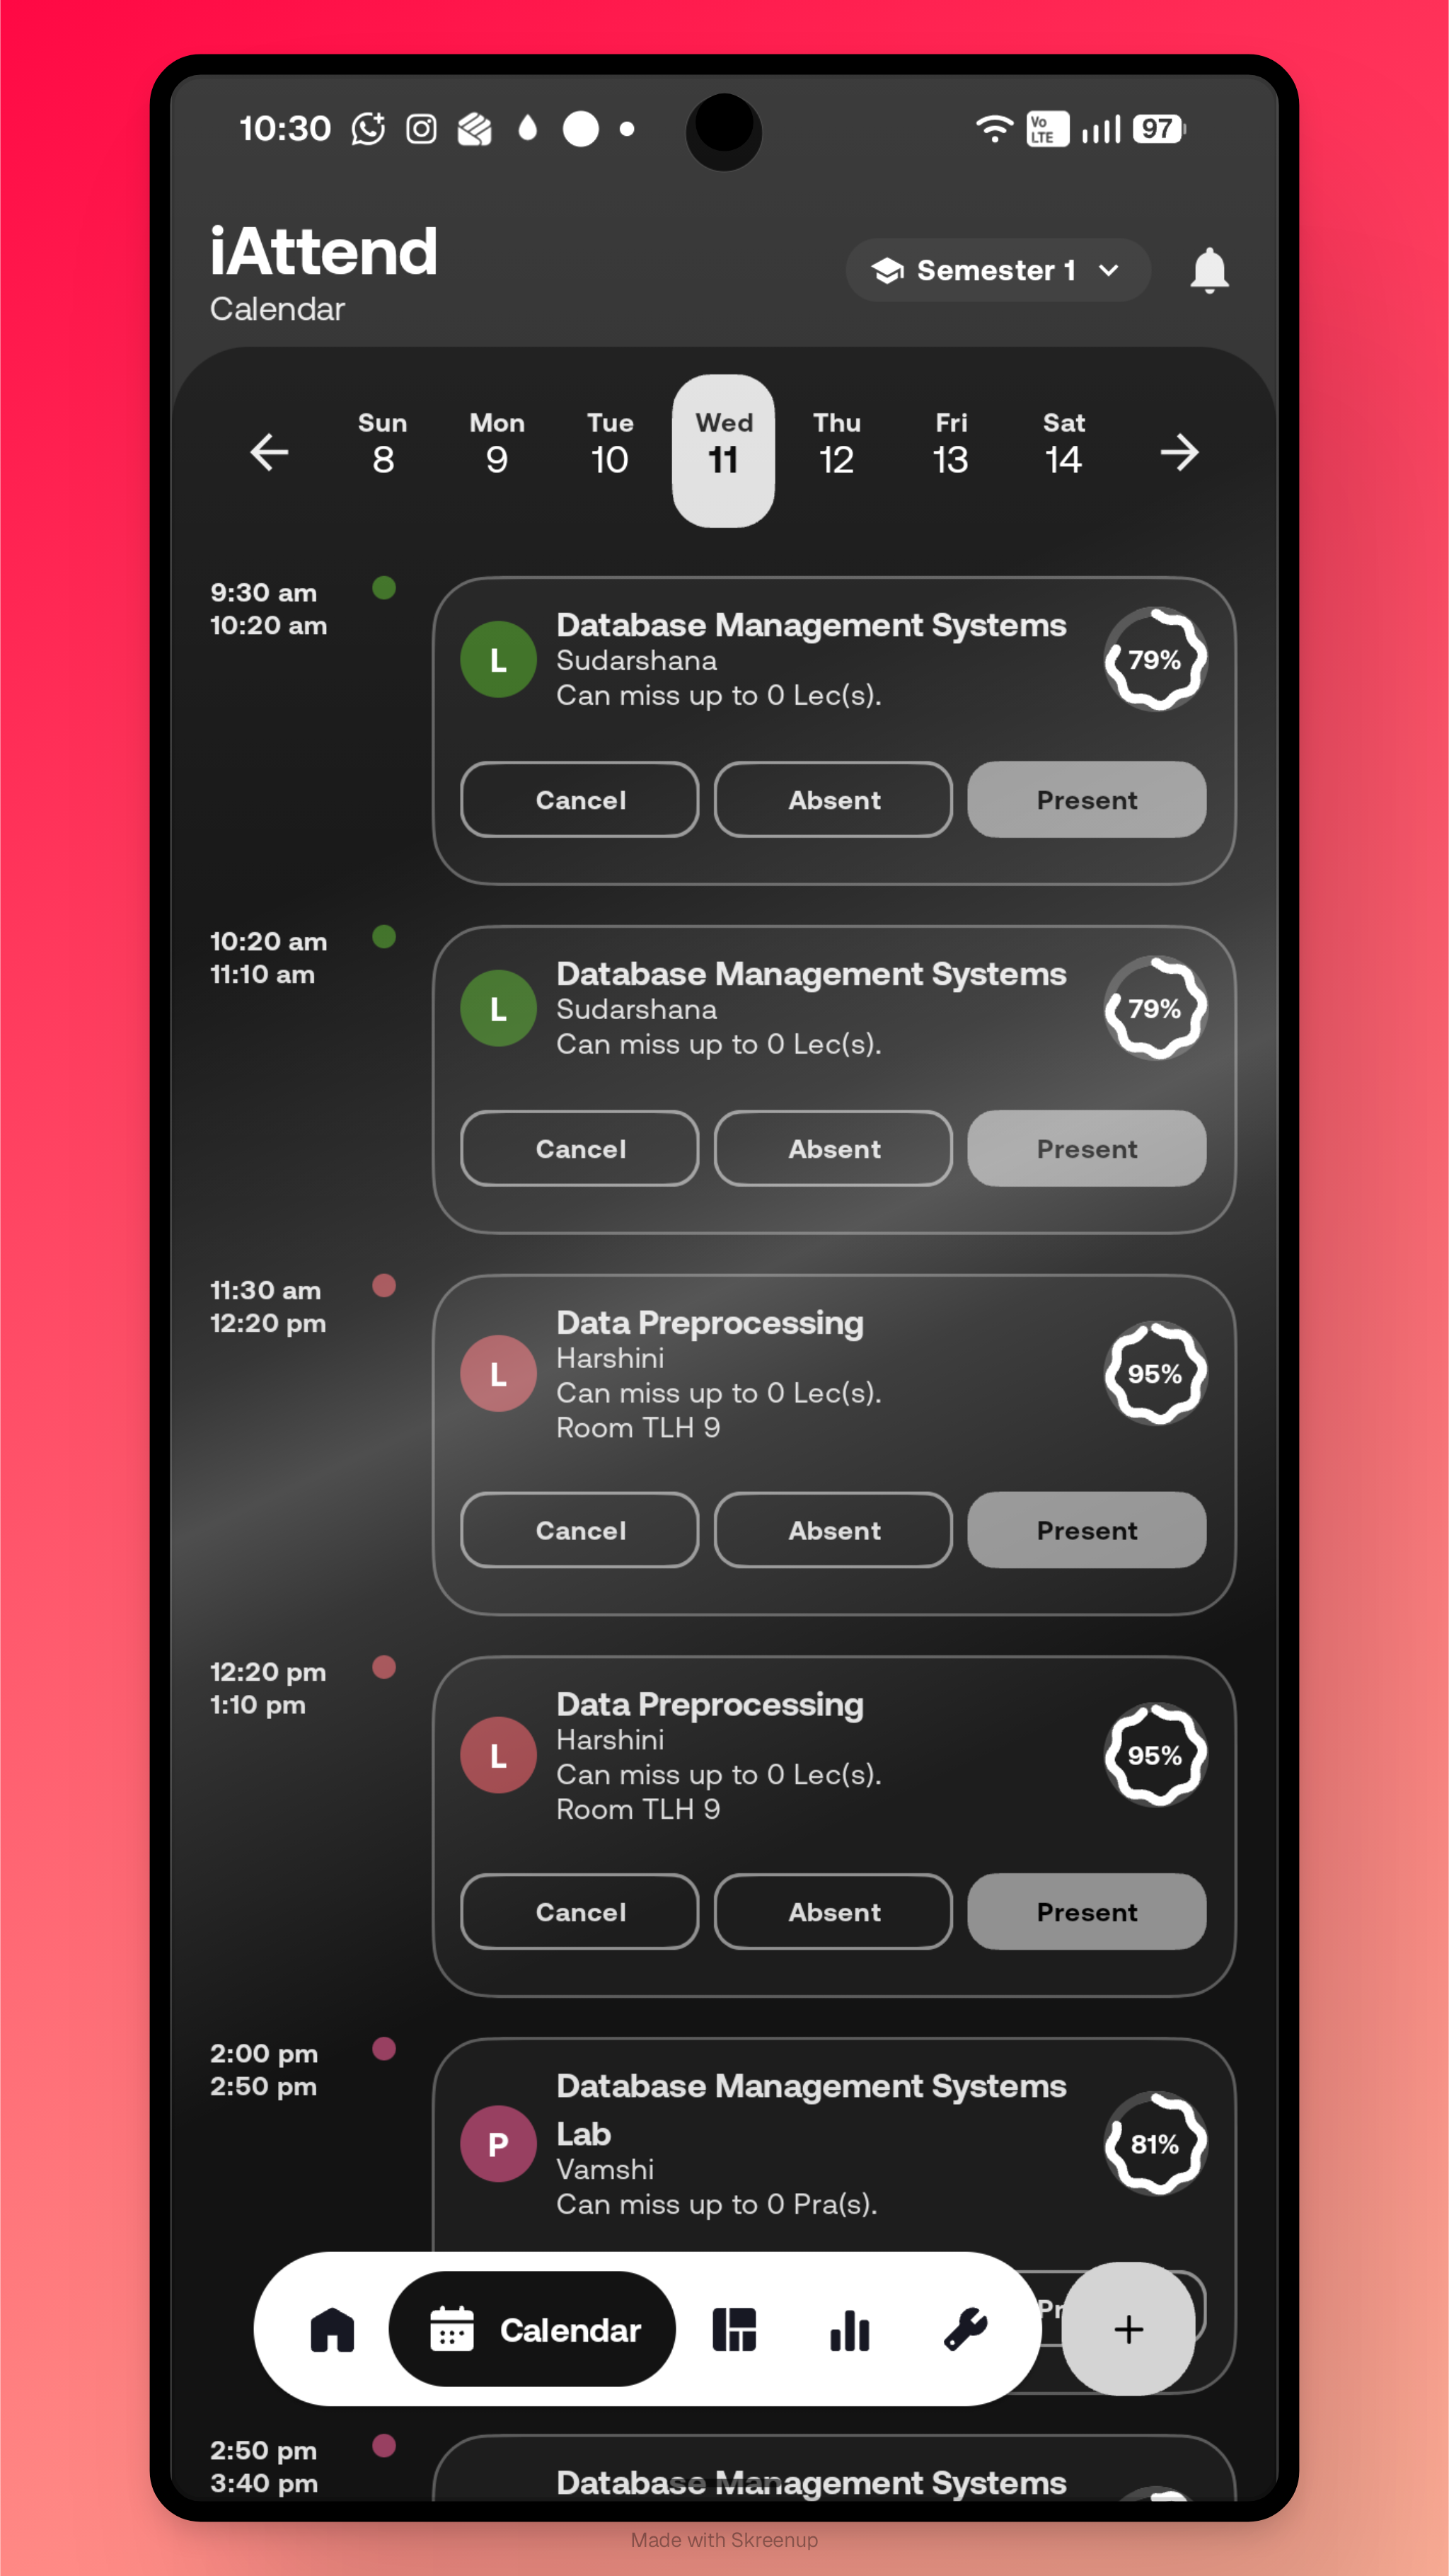 10:30
Vo LTE
97
iAttend
Calendar
Semester 1
Sun Mon Tue Wed Thu Fri Sat
8 9 10 11 12 13 14
9:30 am
10:20 am
Database Management Systems
L
Sudarshana
79%
Can miss up to 0 Lec(s).
Cancel Absent Present
10:20 am
11:10 am
Database Management Systems
L
Sudarshana
79%
Can miss up to 0 Lec(s).
Cancel Absent Present
11:30 am
12:20 pm
Data Preprocessing
Harshini
L
95%
Can miss up to 0 Lec(s).
Room TLH 9
Cancel Absent Present
12:20 pm
1:10 pm
Data Preprocessing
Harshini
L
95%
Can miss up to 0 Lec(s).
Room TLH 9
Cancel Absent Present
2:00 pm
2:50 pm
Database Management Systems
Lab
P
81%
Vamshi
Can miss up to 0 Pra(s).
Calendar
+
2:50 pm
3:40 pm
Database Management Systems
Made with Skreenup